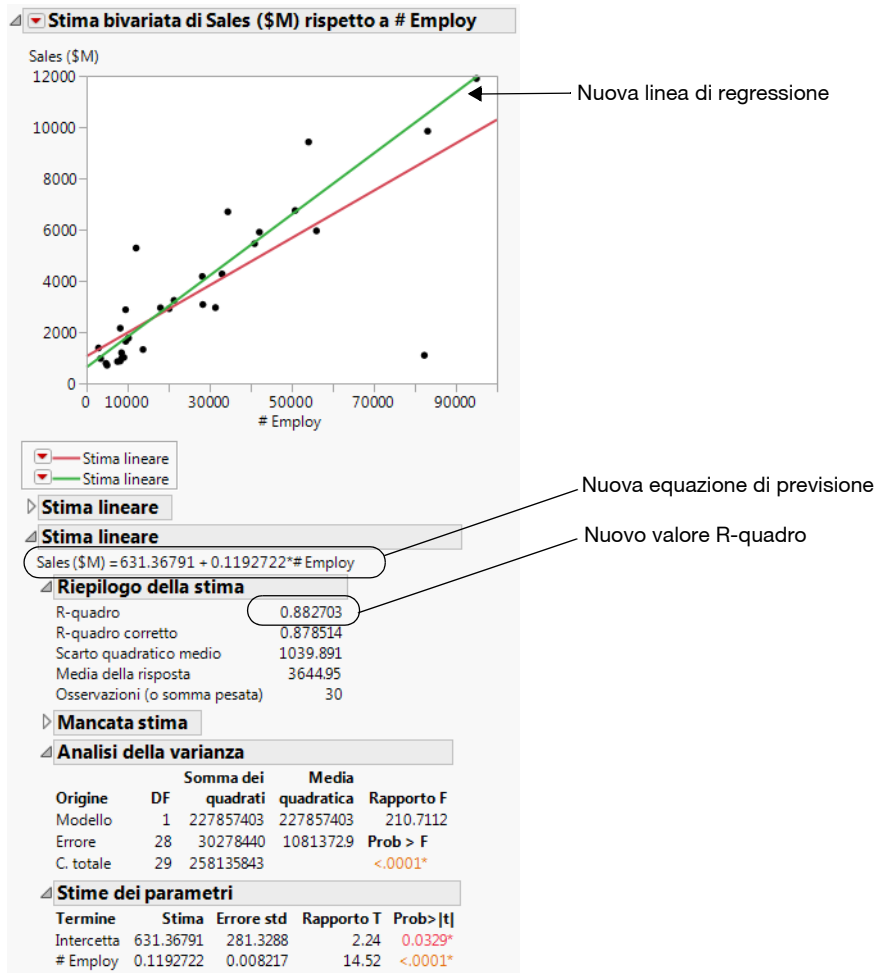 Stima bivariata di Sales ($M) rispetto a # Employ
Sales ($M)
12000
10000
8000
6000
4000
2000
0
0 10000 30000 50000 70000 90000
# Employ
Nuova linea di regressione
Stima lineare
Stima lineare
Stima lineare
Stima lineare
Nuova equazione di previsione
Nuovo valore R-quadro
Sales ($M) = 631.36791 + 0.1192722*# Employ
Riepilogo della stima
R-quadro 0.882703
R-quadro corretto 0.878514
Scarto quadratico medio 1039.891
Media della risposta 3644.95
Osservazioni (o somma pesata) 30
Mancata stima
Analisi della varianza
Somma dei Media
Origine DF quadrati quadratica Rapporto F
Modello 1 227857403 227857403 210.7112
Errore 28 30278440 1081372.9 Prob > F
C. totale 29 258135843 <.0001*
Stime dei parametri
Termine Stima Errore std Rapporto T Prob>|t|
Intercetta 631.36791 281.3288 2.24 0.0329*
# Employ 0.1192722 0.008217 14.52 <.0001*